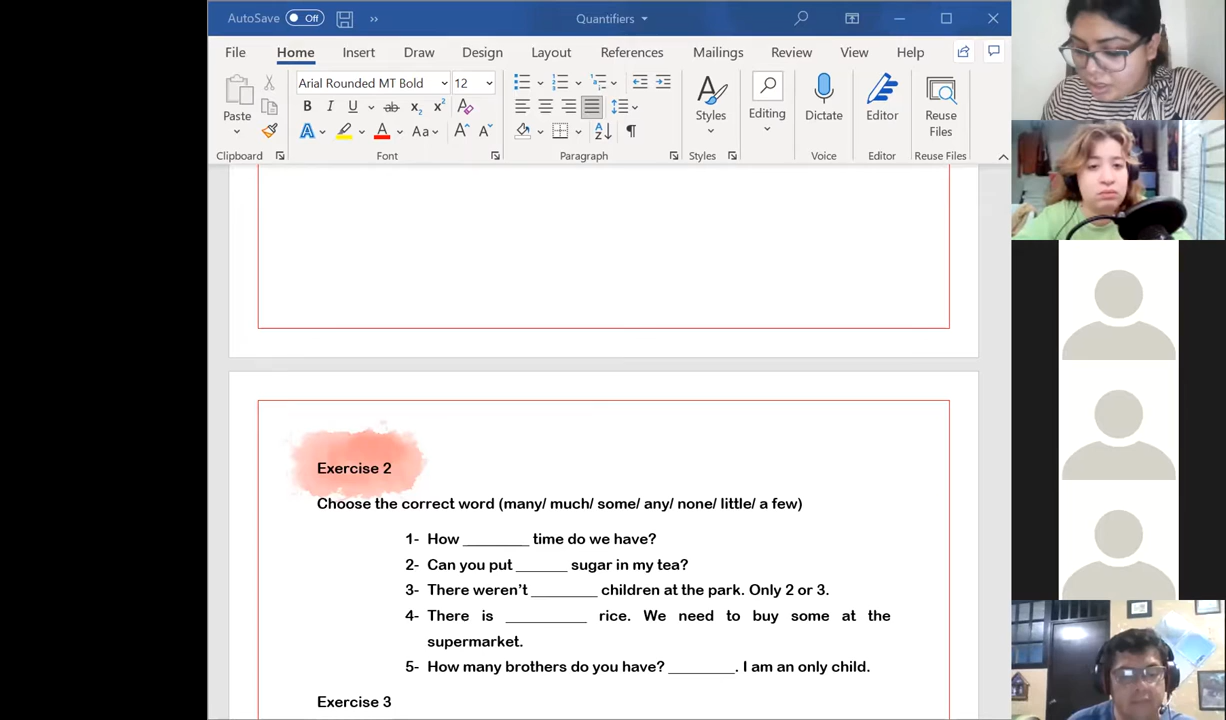 AutoSave Off » Quantifiers
File Home Insert Draw Design Layout References Mailings Review View Help
Arial Rounded MT Bold 12
Paste Styles Editing Dictate Editor Reuse Files
B I U ab x₂ x² A
A A Aa A A
Clipboard Font Paragraph Styles Voice Editor Reuse Files
Exercise 2
Choose the correct word (many/ much/ some/ any/ none/ little/ a few)
1- How ________ time do we have?
2- Can you put ______ sugar in my tea?
3- There weren't ________ children at the park. Only 2 or 3.
4- There is __________ rice. We need to buy some at the
supermarket.
5- How many brothers do you have? ________. I am an only child.
Exercise 3